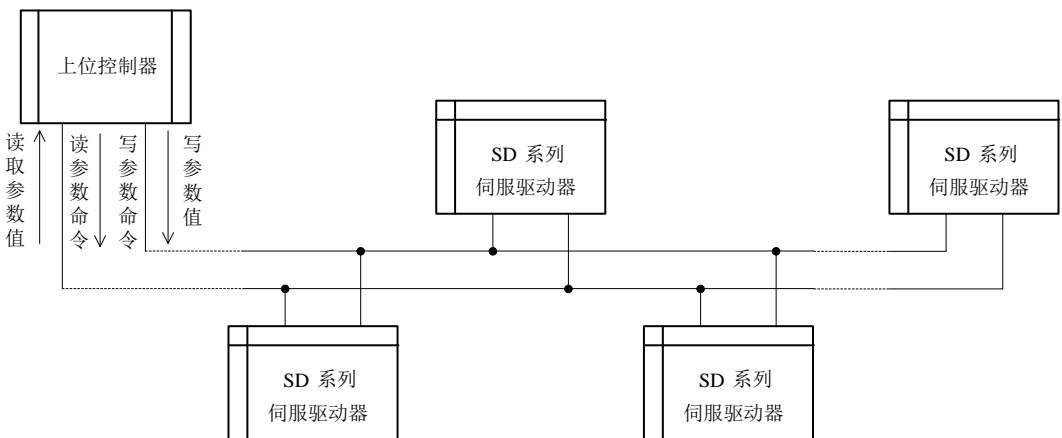 上位控制器
读取参数值
读参数命令
写参数命令
写参数值
SD 系列
伺服驱动器
SD 系列
伺服驱动器
SD 系列
伺服驱动器
SD 系列
伺服驱动器